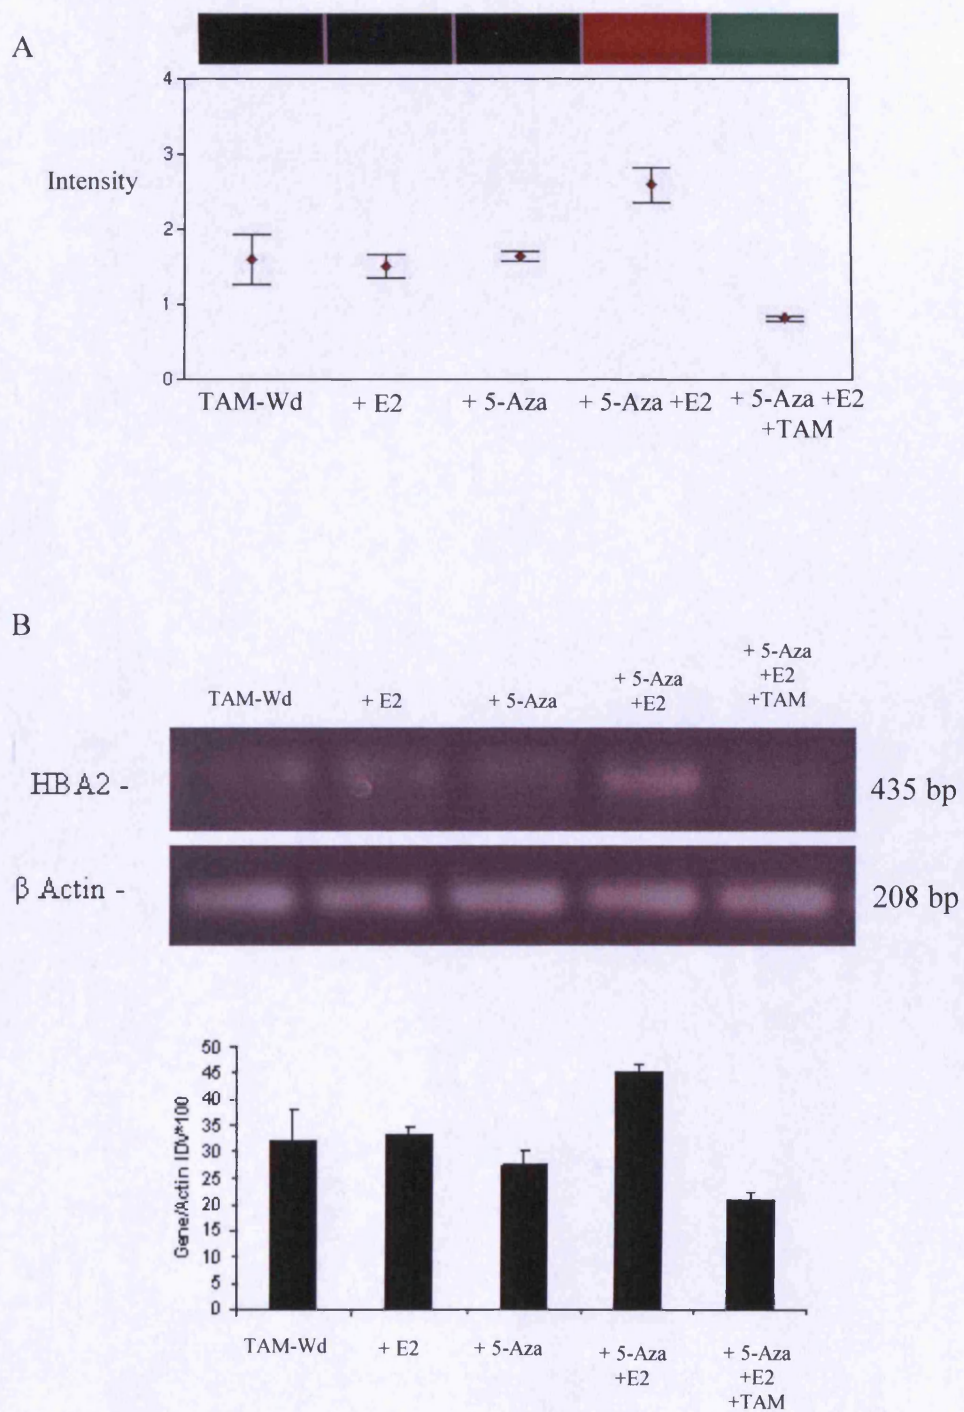 A
4
3
Intensity
2
1
0
TAM-Wd + E2 + 5-Aza + 5-Aza +E2 + 5-Aza +E2
+TAM
B
TAM-Wd + E2 + 5-Aza + 5-Aza
+E2
+ 5-Aza
+E2
+TAM
HBA2 - 435 bp
β Actin - 208 bp
50
45
40
35
30
25
20
15
10
5
0
Gene/Actin IDV*100
TAM-Wd + E2 + 5-Aza + 5-Aza
+E2
+ 5-Aza
+E2
+TAM